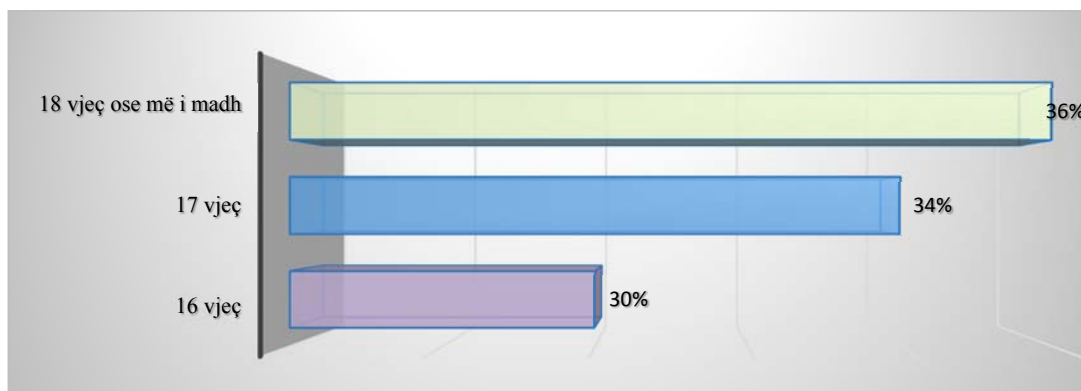 18 vjeç ose më i madh
36%
17 vjeç
34%
16 vjeç
30%